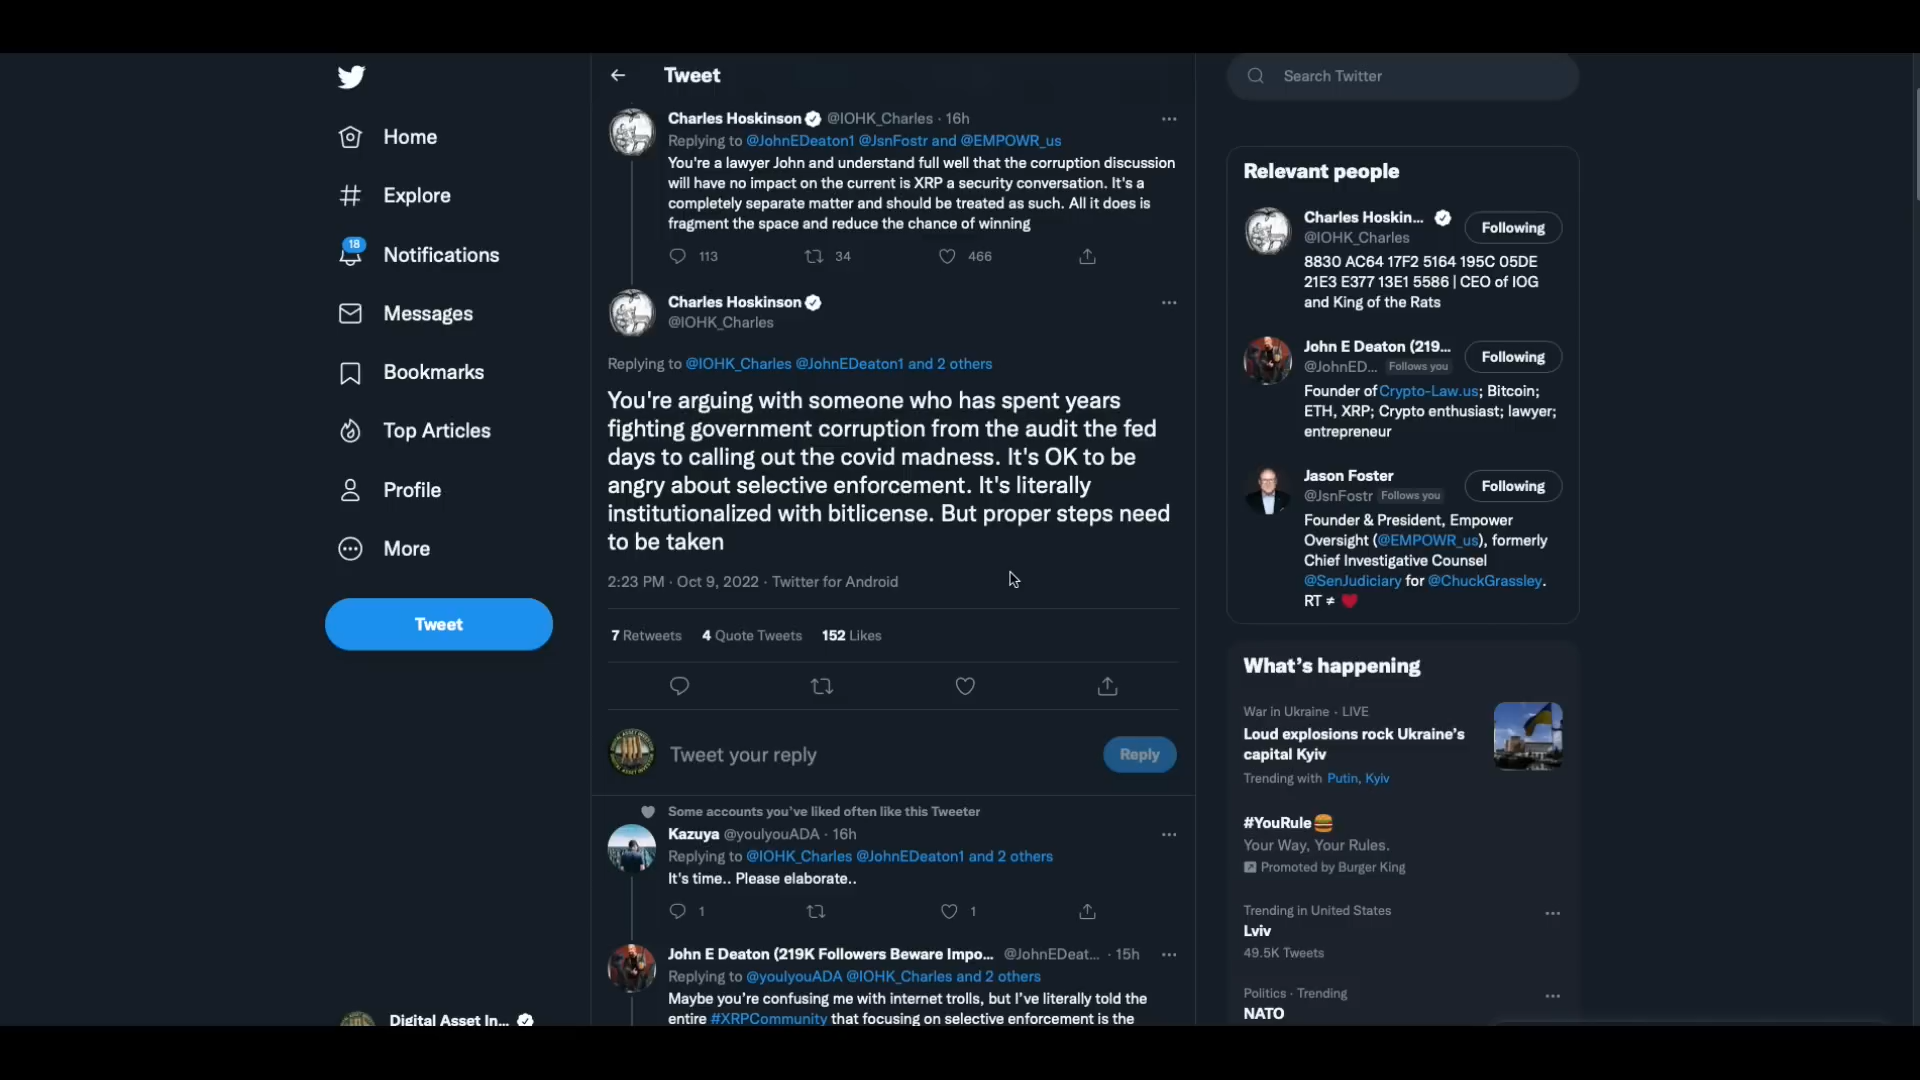 Home
Explore
18
Notifications
Messages
Bookmarks
Top Articles
Profile
More
Tweet
Digital Asset In...
Tweet
Charles Hoskinson @IOHK_Charles · 16h
Replying to @JohnEDeaton1 @JsnFostr and @EMPOWR_us
You're a lawyer John and understand full well that the corruption discussion
will have no impact on the current is XRP a security conversation. It's a
completely separate matter and should be treated as such. All it does is
fragment the space and reduce the chance of winning
113 34 466
Charles Hoskinson
@IOHK_Charles
Replying to @IOHK_Charles @JohnEDeaton1 and 2 others
You're arguing with someone who has spent years
fighting government corruption from the audit the fed
days to calling out the covid madness. It's OK to be
angry about selective enforcement. It's literally
institutionalized with bitlicense. But proper steps need
to be taken
2:23 PM · Oct 9, 2022 · Twitter for Android
7 Retweets 4 Quote Tweets 152 Likes
Tweet your reply
Reply
Some accounts you've liked often like this Tweeter
Kazuya @youlyouADA · 16h
Replying to @IOHK_Charles @JohnEDeaton1 and 2 others
It's time.. Please elaborate..
1 1
John E Deaton (219K Followers Beware Impo... @JohnEDeat... · 15h
Replying to @youlyouADA @IOHK_Charles and 2 others
Maybe you're confusing me with internet trolls, but I've literally told the
entire #XRPCommunity that focusing on selective enforcement is the
Search Twitter
Relevant people
Charles Hoskin...
@IOHK_Charles
Following
8830 AC64 17F2 5164 195C 05DE
21E3 E377 13E1 5586 | CEO of IOG
and King of the Rats
John E Deaton (219...
@JohnED... Follows you
Following
Founder of Crypto-Law.us; Bitcoin;
ETH, XRP; Crypto enthusiast; lawyer;
entrepreneur
Jason Foster
@JsnFostr Follows you
Following
Founder & President, Empower
Oversight (@EMPOWR_us), formerly
Chief Investigative Counsel
@SenJudiciary for @ChuckGrassley.
RT ≠ ❤️
What's happening
War in Ukraine · LIVE
Loud explosions rock Ukraine's
capital Kyiv
Trending with Putin, Kyiv
#YouRule🍔
Your Way, Your Rules.
Promoted by Burger King
Trending in United States
Lviv
49.5K Tweets
Politics · Trending
NATO